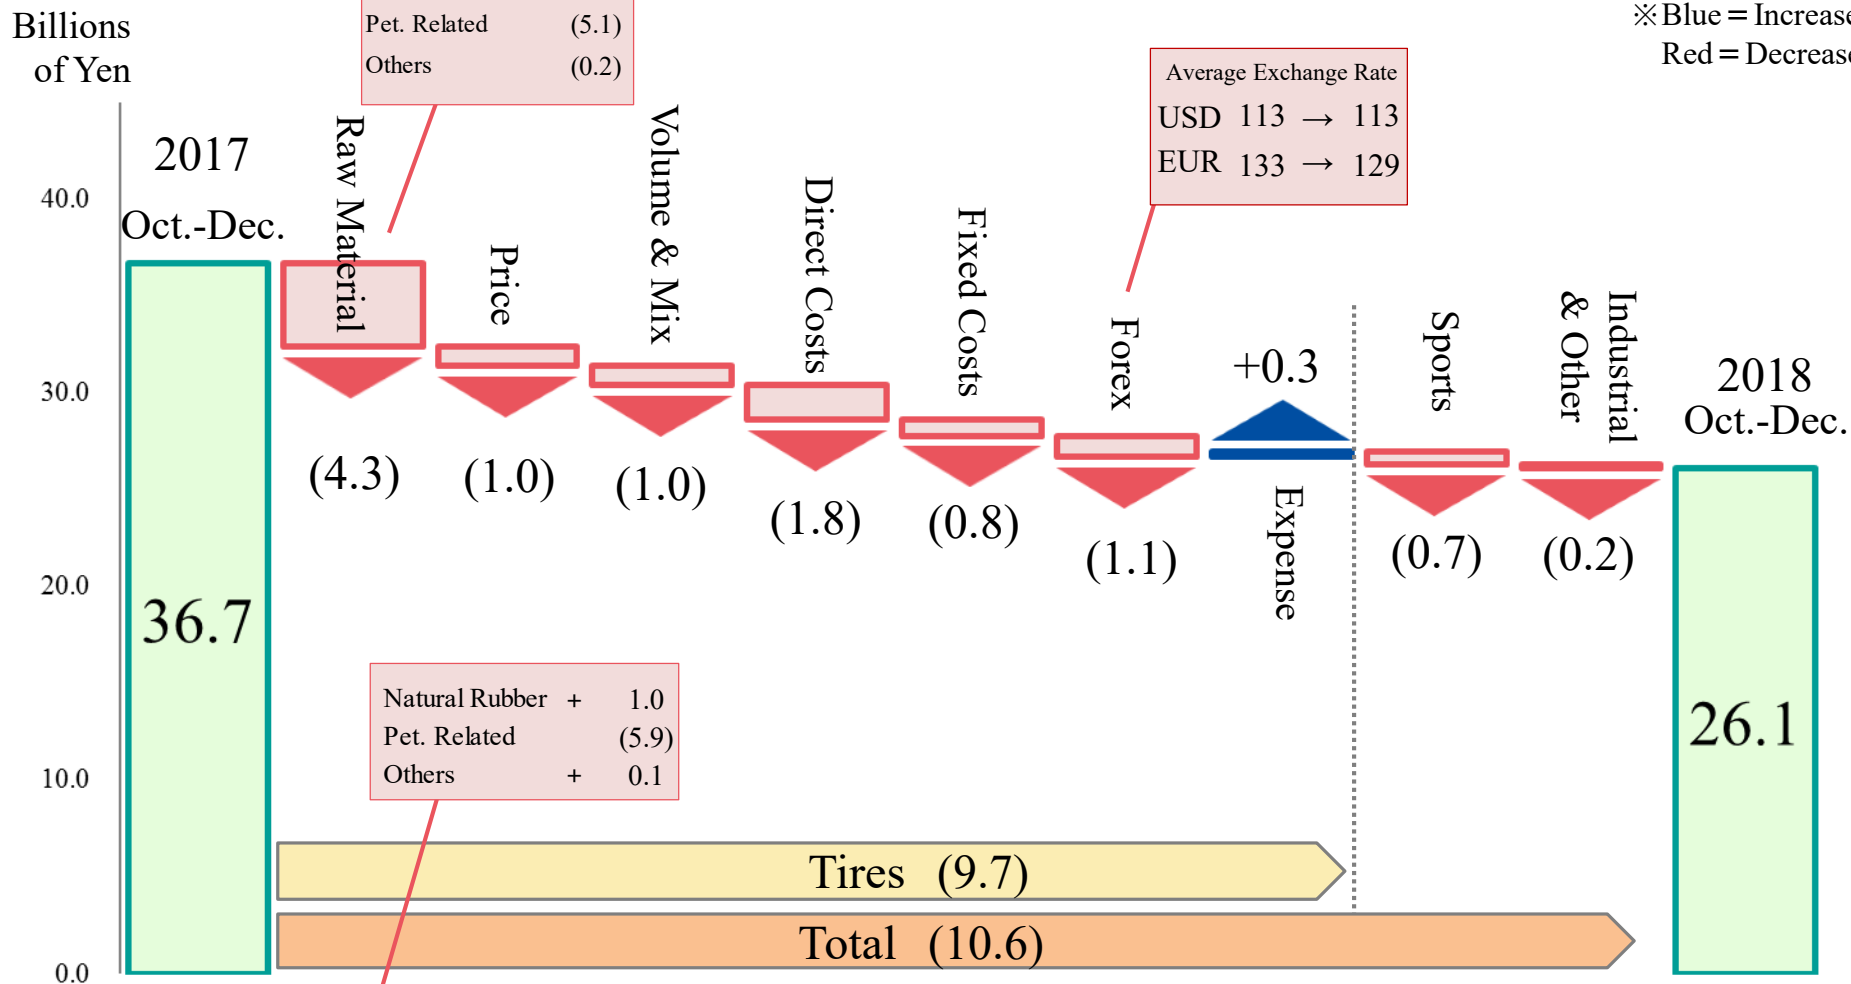 Billions
of Yen
Pet. Related (5.1)
Others (0.2)
※Blue＝Increase
Red＝Decrease
Average Exchange Rate
USD 113 → 113
EUR 133 → 129
40.0
30.0
20.0
10.0
0.0
2017
Oct.-Dec.
36.7
Raw Material
(4.3)
Price
(1.0)
Volume & Mix
(1.0)
Direct Costs
(1.8)
Fixed Costs
(0.8)
Forex
(1.1)
+0.3
Expense
Sports
(0.7)
Industrial
& Other
(0.2)
2018
Oct.-Dec.
26.1
Natural Rubber + 1.0
Pet. Related (5.9)
Others + 0.1
Tires (9.7)
Total (10.6)